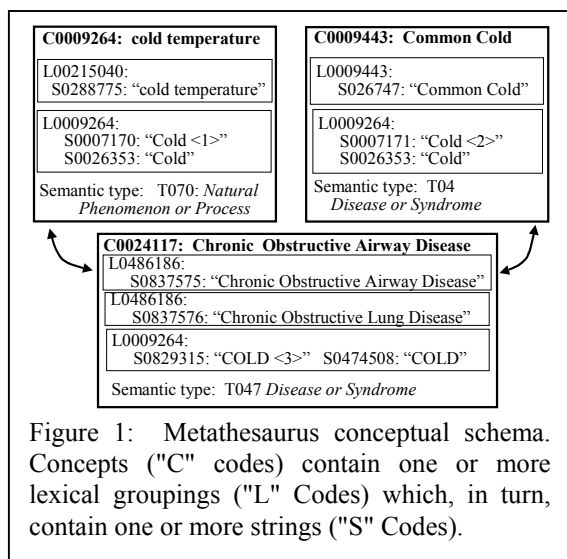 C0009264: cold temperature
L00215040:
S0288775: “cold temperature”
L0009264:
S0007170: “Cold <1>”
S0026353: “Cold”
Semantic type: T070: Natural
Phenomenon or Process
C0009443: Common Cold
L0009443:
S026747: “Common Cold”
L0009264:
S0007171: “Cold <2>”
S0026353: “Cold”
Semantic type: T04
Disease or Syndrome
C0024117: Chronic Obstructive Airway Disease
L0486186:
S0837575: “Chronic Obstructive Airway Disease”
L0486186:
S0837576: “Chronic Obstructive Lung Disease”
L0009264:
S0829315: “COLD <3>” S0474508: “COLD”
Semantic type: T047 Disease or Syndrome
Figure 1: Metathesaurus conceptual schema.
Concepts ("C" codes) contain one or more
lexical groupings ("L" Codes) which, in turn,
contain one or more strings ("S" Codes).